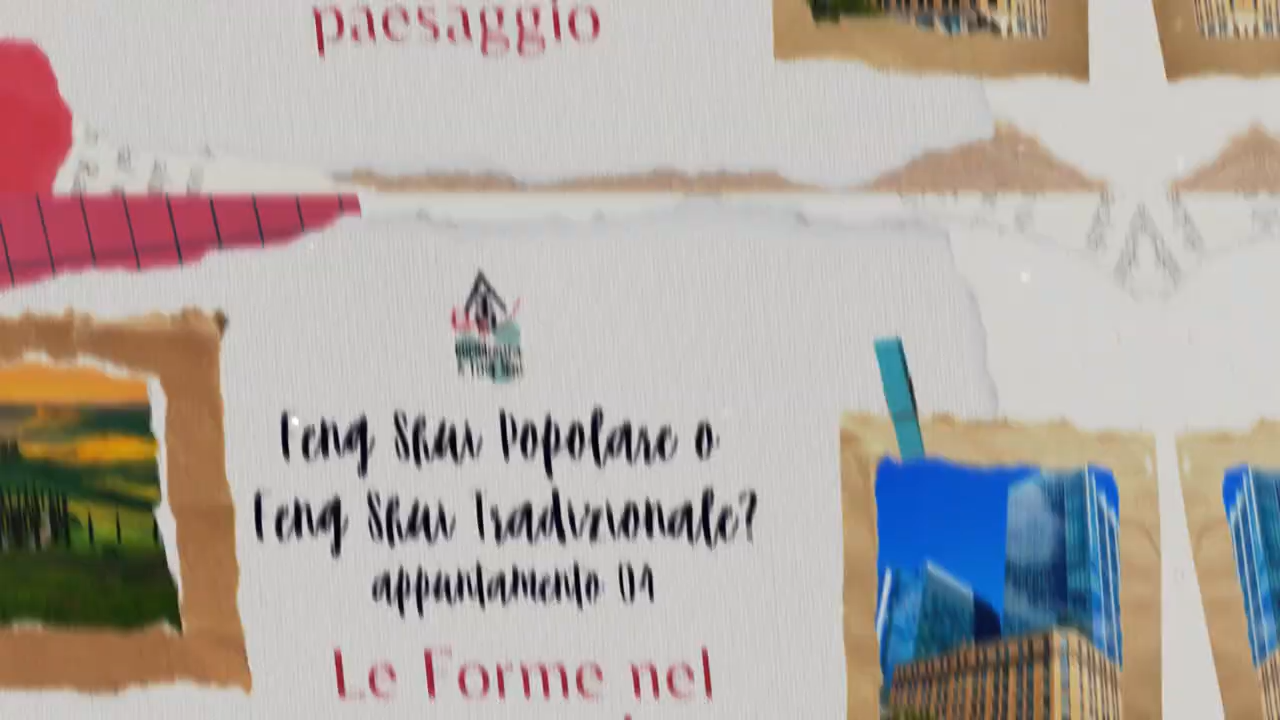 paesaggio
Feng Shui Popolare o
Feng Shui Tradizionale?
appuntamento 04
Le Forme nel